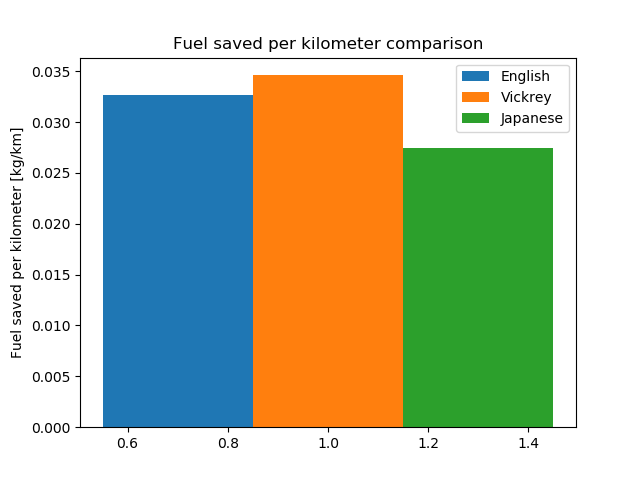 Fuel saved per kilometer comparison
English
Vickrey
Japanese
Fuel saved per kilometer [kg/km]
0.035
0.030
0.025
0.020
0.015
0.010
0.005
0.000
0.6 0.8 1.0 1.2 1.4